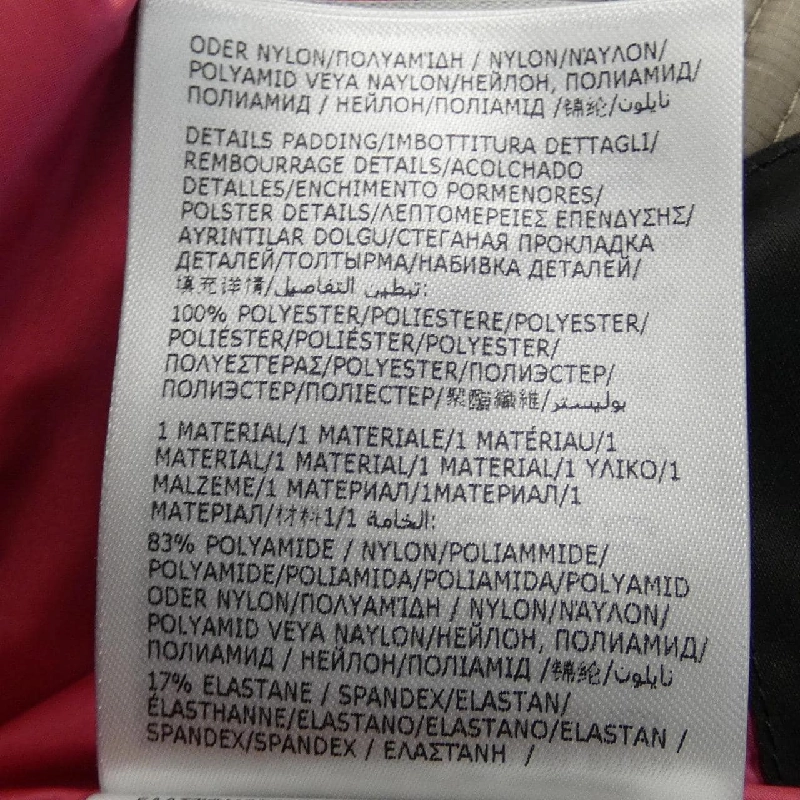 ODER NYLON/ΠΟΛΥΑΜΊΔΗ / NYLON/ΝΆΥΛΟΝ/
POLYAMID VEYA NAYLON/НЕЙЛОН, ПОЛИАМИД/
ПОЛИАМИД / НЕЙЛОН/ПОЛІАМІД /锦纶/نايلون
DETAILS PADDING/IMBOTTITURA DETTAGLI/
REMBOURRAGE DETAILS/ACOLCHADO
DETALLES/ENCHIMENTO PORMENORES/
POLSTER DETAILS/ΛΕΠΤΟΜΕΡΕΙΕΣ ΕΠΕΝΔΥΣΗΣ/
AYRINTILAR DOLGU/СТЕГАНАЯ ПРОКЛАДКА
ДЕТАЛЕЙ/ТОЛТЫРМА/НАБИВКА ДЕТАЛЕЙ/
填充详情/تبطين التفاصيل:
100% POLYESTER/POLIESTERE/POLYESTER/
POLIÉSTER/POLIÉSTER/POLYESTER/
ΠΟΛΥΕΣΤΕΡΑΣ/POLYESTER/ПОЛИЭСТЕР/
ПОЛИЭСТЕР/ПОЛІЕСТЕР/聚酯纖維/بوليستر
1 MATERIAL/1 MATERIALE/1 MATÉRIAU/1
MATERIAL/1 MATERIAL/1 MATERIAL/1 ΥΛΙΚΟ/1
MALZEME/1 МАТЕРИАЛ/1МАТЕРИАЛ/1
МАТЕРІАЛ/材料1/1 الخامة:
83% POLYAMIDE / NYLON/POLIAMMIDE/
POLYAMIDE/POLIAMIDA/POLIAMIDA/POLYAMID
ODER NYLON/ΠΟΛΥΑΜΊΔΗ / NYLON/ΝΆΥΛΟΝ/
POLYAMID VEYA NAYLON/НЕЙЛОН, ПОЛИАМИД/
ПОЛИАМИД / НЕЙЛОН/ПОЛІАМІД /锦纶/نايلون
17% ELASTANE / SPANDEX/ELASTAN/
ÉLASTHANNE/ELASTANO/ELASTANO/ELASTAN /
SPANDEX/SPANDEX / ΕΛΑΣΤΆΝΗ /